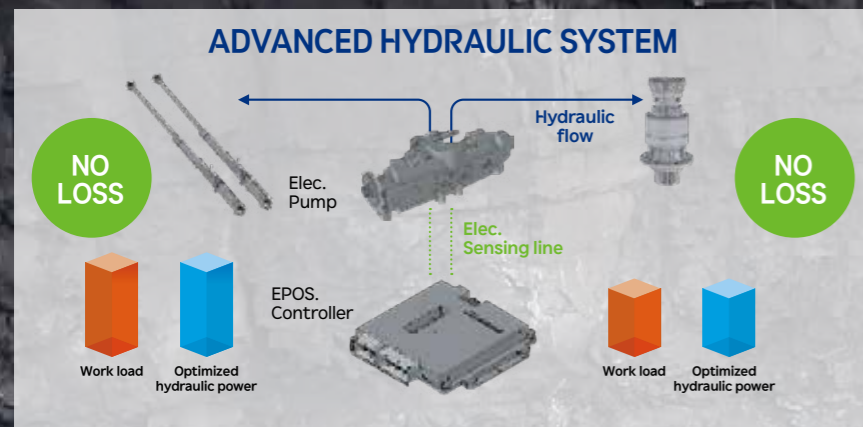 ADVANCED HYDRAULIC SYSTEM
NO
LOSS
Elec.
Pump
Hydraulic
flow
NO
LOSS
Elec.
Sensing line
EPOS.
Controller
Work load
Optimized
hydraulic power
Work load
Optimized
hydraulic power